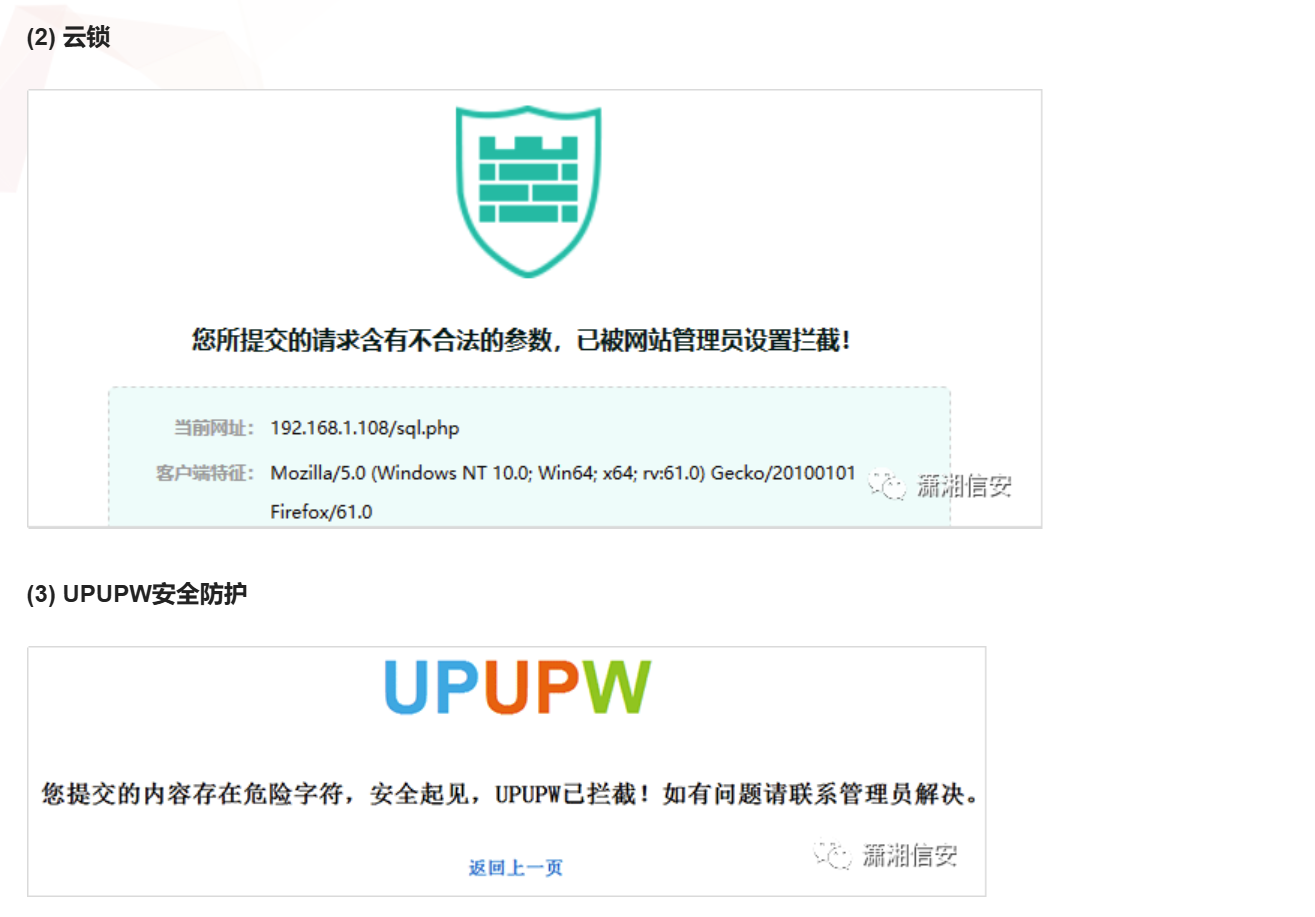 (2) 云锁
您所提交的请求含有不合法的参数，已被网站管理员设置拦截！
当前网址： 192.168.1.108/sql.php
客户端特征： Mozilla/5.0 (Windows NT 10.0; Win64; x64; rv:61.0) Gecko/20100101
Firefox/61.0
潇湘信安
(3) UPUPW安全防护
UPUPW
您提交的内容存在危险字符，安全起见，UPUPW已拦截！如有问题请联系管理员解决。
返回上一页
潇湘信安